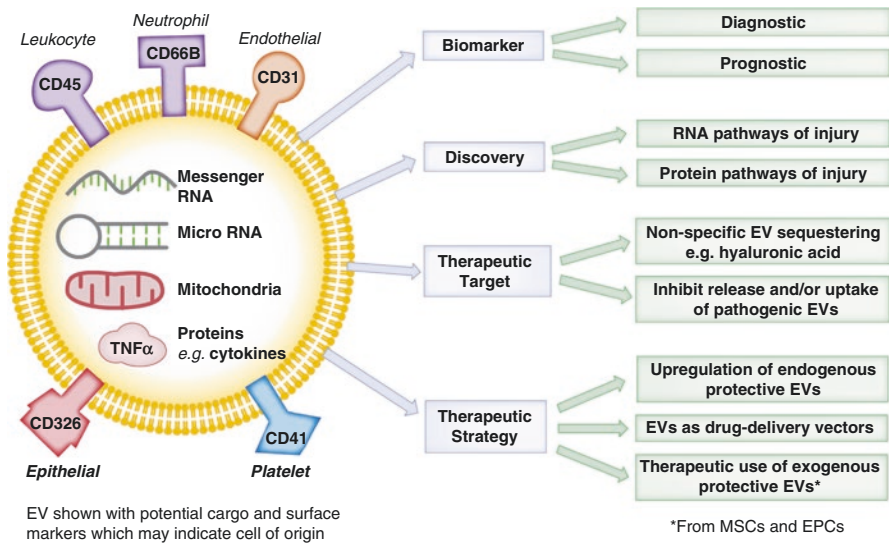 Leukocyte
Neutrophil
Endothelial
CD45
CD66B
CD31
Messenger
RNA
Micro RNA
Mitochondria
TNFα
Proteins
e.g. cytokines
CD326
CD41
Epithelial
Platelet
EV shown with potential cargo and surface
markers which may indicate cell of origin
Biomarker
Diagnostic
Prognostic
Discovery
RNA pathways of injury
Protein pathways of injury
Therapeutic
Target
Non-specific EV sequestering
e.g. hyaluronic acid
Inhibit release and/or uptake
of pathogenic EVs
Therapeutic
Strategy
Upregulation of endogenous
protective EVs
EVs as drug-delivery vectors
Therapeutic use of exogenous
protective EVs*
*From MSCs and EPCs